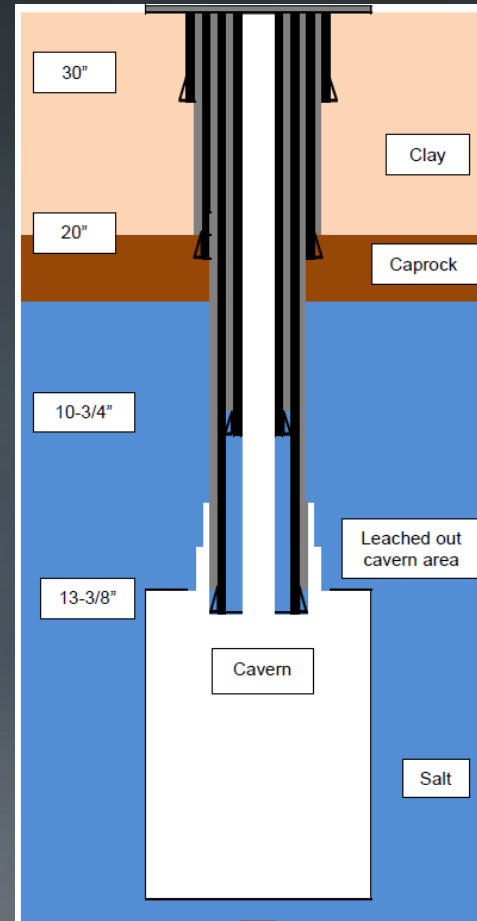 30”
Clay
20”
Caprock
10-3/4”
Leached out
cavern area
13-3/8”
Cavern
Salt